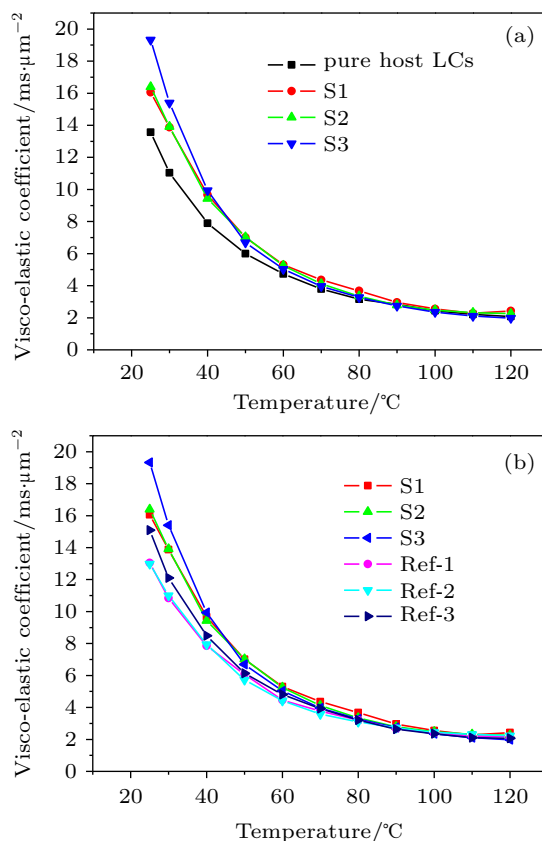 (a)
pure host LCs
S1
S2
S3
Visco-elastic coefficient/ms·μm−2
20
18
16
14
12
10
8
6
4
2
0
20 40 60 80 100 120
Temperature/℃
(b)
S1
S2
S3
Ref-1
Ref-2
Ref-3
Visco-elastic coefficient/ms·μm−2
20
18
16
14
12
10
8
6
4
2
0
20 40 60 80 100 120
Temperature/℃